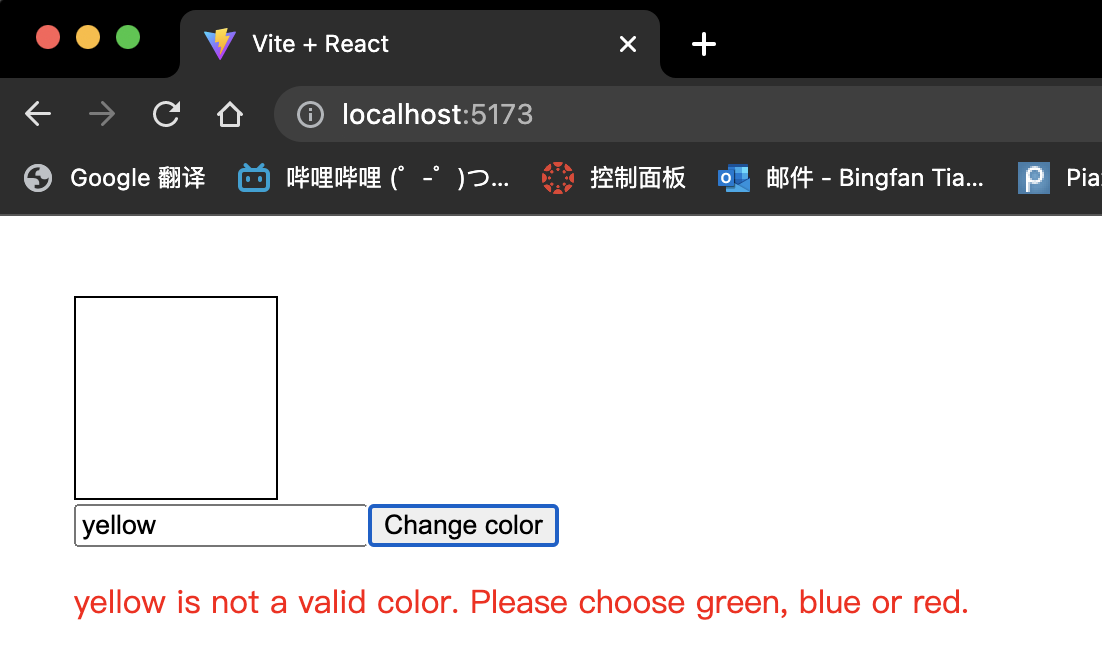 Vite + React
localhost:5173
Google 翻译 哔哩哔哩 (゜-゜)つ... 控制面板 邮件 - Bingfan Tia...
yellow Change color
yellow is not a valid color. Please choose green, blue or red.